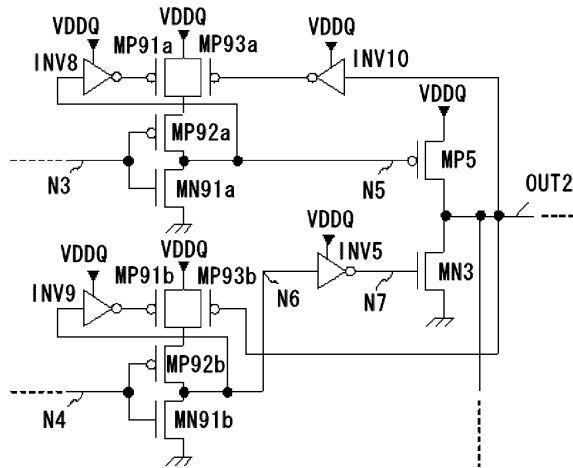 VDDQ
VDDQ
VDDQ
MP91a
MP93a
INV8
INV10
VDDQ
MP92a
MP5
N3
MN91a
N5
OUT2
VDDQ
VDDQ
VDDQ
INV5
MP91b
MP93b
INV9
MN3
N6
N7
MP92b
N4
MN91b